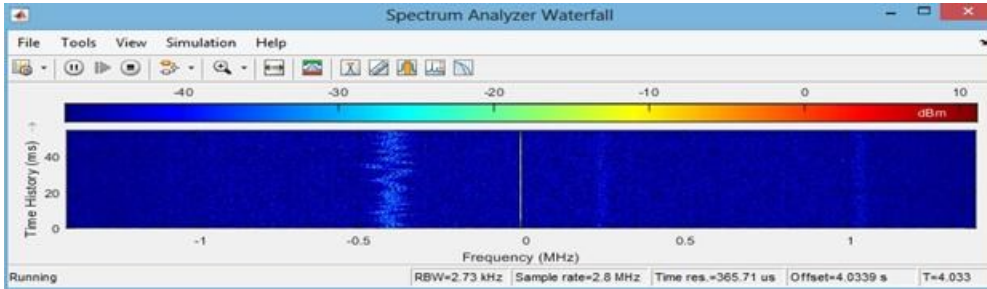 Spectrum Analyzer Waterfall
File Tools View Simulation Help
-40 -30 -20 -10 0 10
dBm
Time History (ms) →
40
20
0
-1 -0.5 0 0.5 1
Frequency (MHz)
Running RBW=2.73 kHz Sample rate=2.8 MHz Time res.=365.71 us Offset=4.0339 s T=4.033